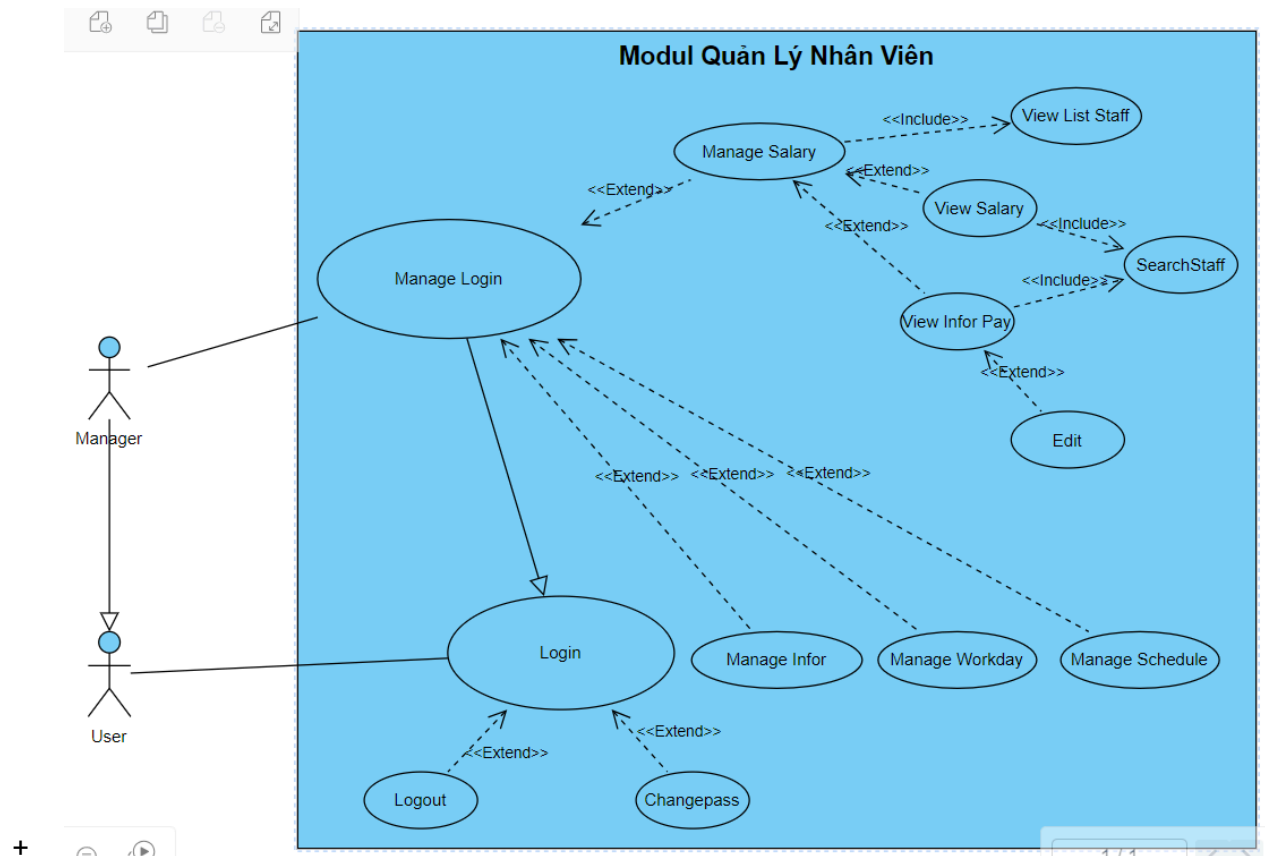 Modul Quản Lý Nhân Viên
<<Include>>
View List Staff
Manage Salary
<<Extend>>
<<Extend>>
View Salary
<<Extend>>
<<Include>>
SearchStaff
Manage Login
<<Include>>
View Infor Pay
<<Extend>>
Manager
Edit
<<Extend>>
<<Extend>>
<<Extend>>
Login
Manage Infor
Manage Workday
Manage Schedule
User
<<Extend>>
<<Extend>>
Logout
Changepass
+
1 / 1